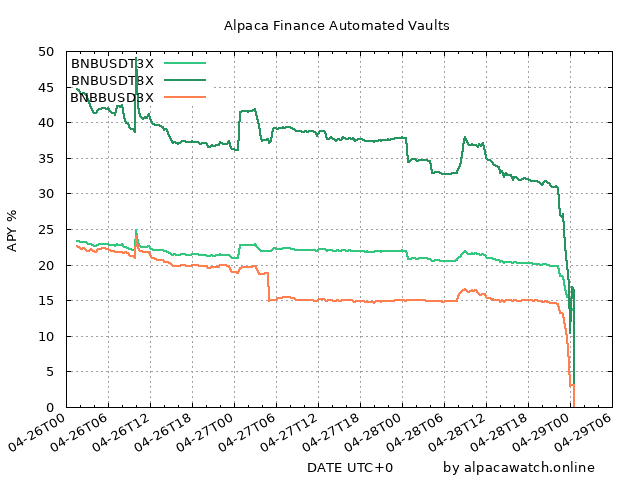 Alpaca Finance Automated Vaults
BNBUSDT3X
BNBUSDT8X
BNBBUSD3X
50
45
40
35
30
25
20
15
10
5
0
APY %
04-26T00
04-26T06
04-26T12
04-26T18
04-27T00
04-27T06
04-27T12
04-27T18
04-28T00
04-28T06
04-28T12
04-28T18
04-29T00
04-29T06
DATE UTC+0
by alpacawatch.online